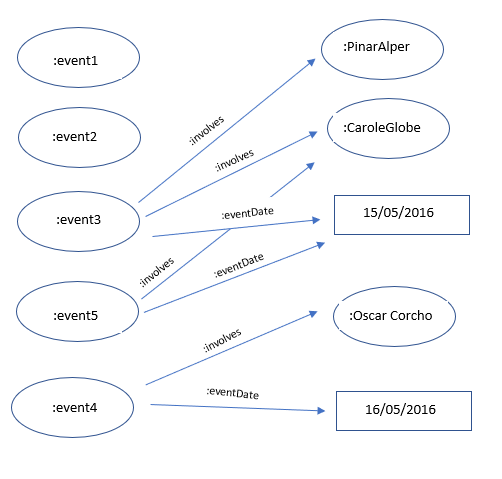 :event1
:PinarAlper
:involves
:event2
:involves
:CaroleGlobe
:event3
:eventDate
15/05/2016
:involves
:eventDate
:event5
:involves
:Oscar Corcho
:event4
:eventDate
16/05/2016